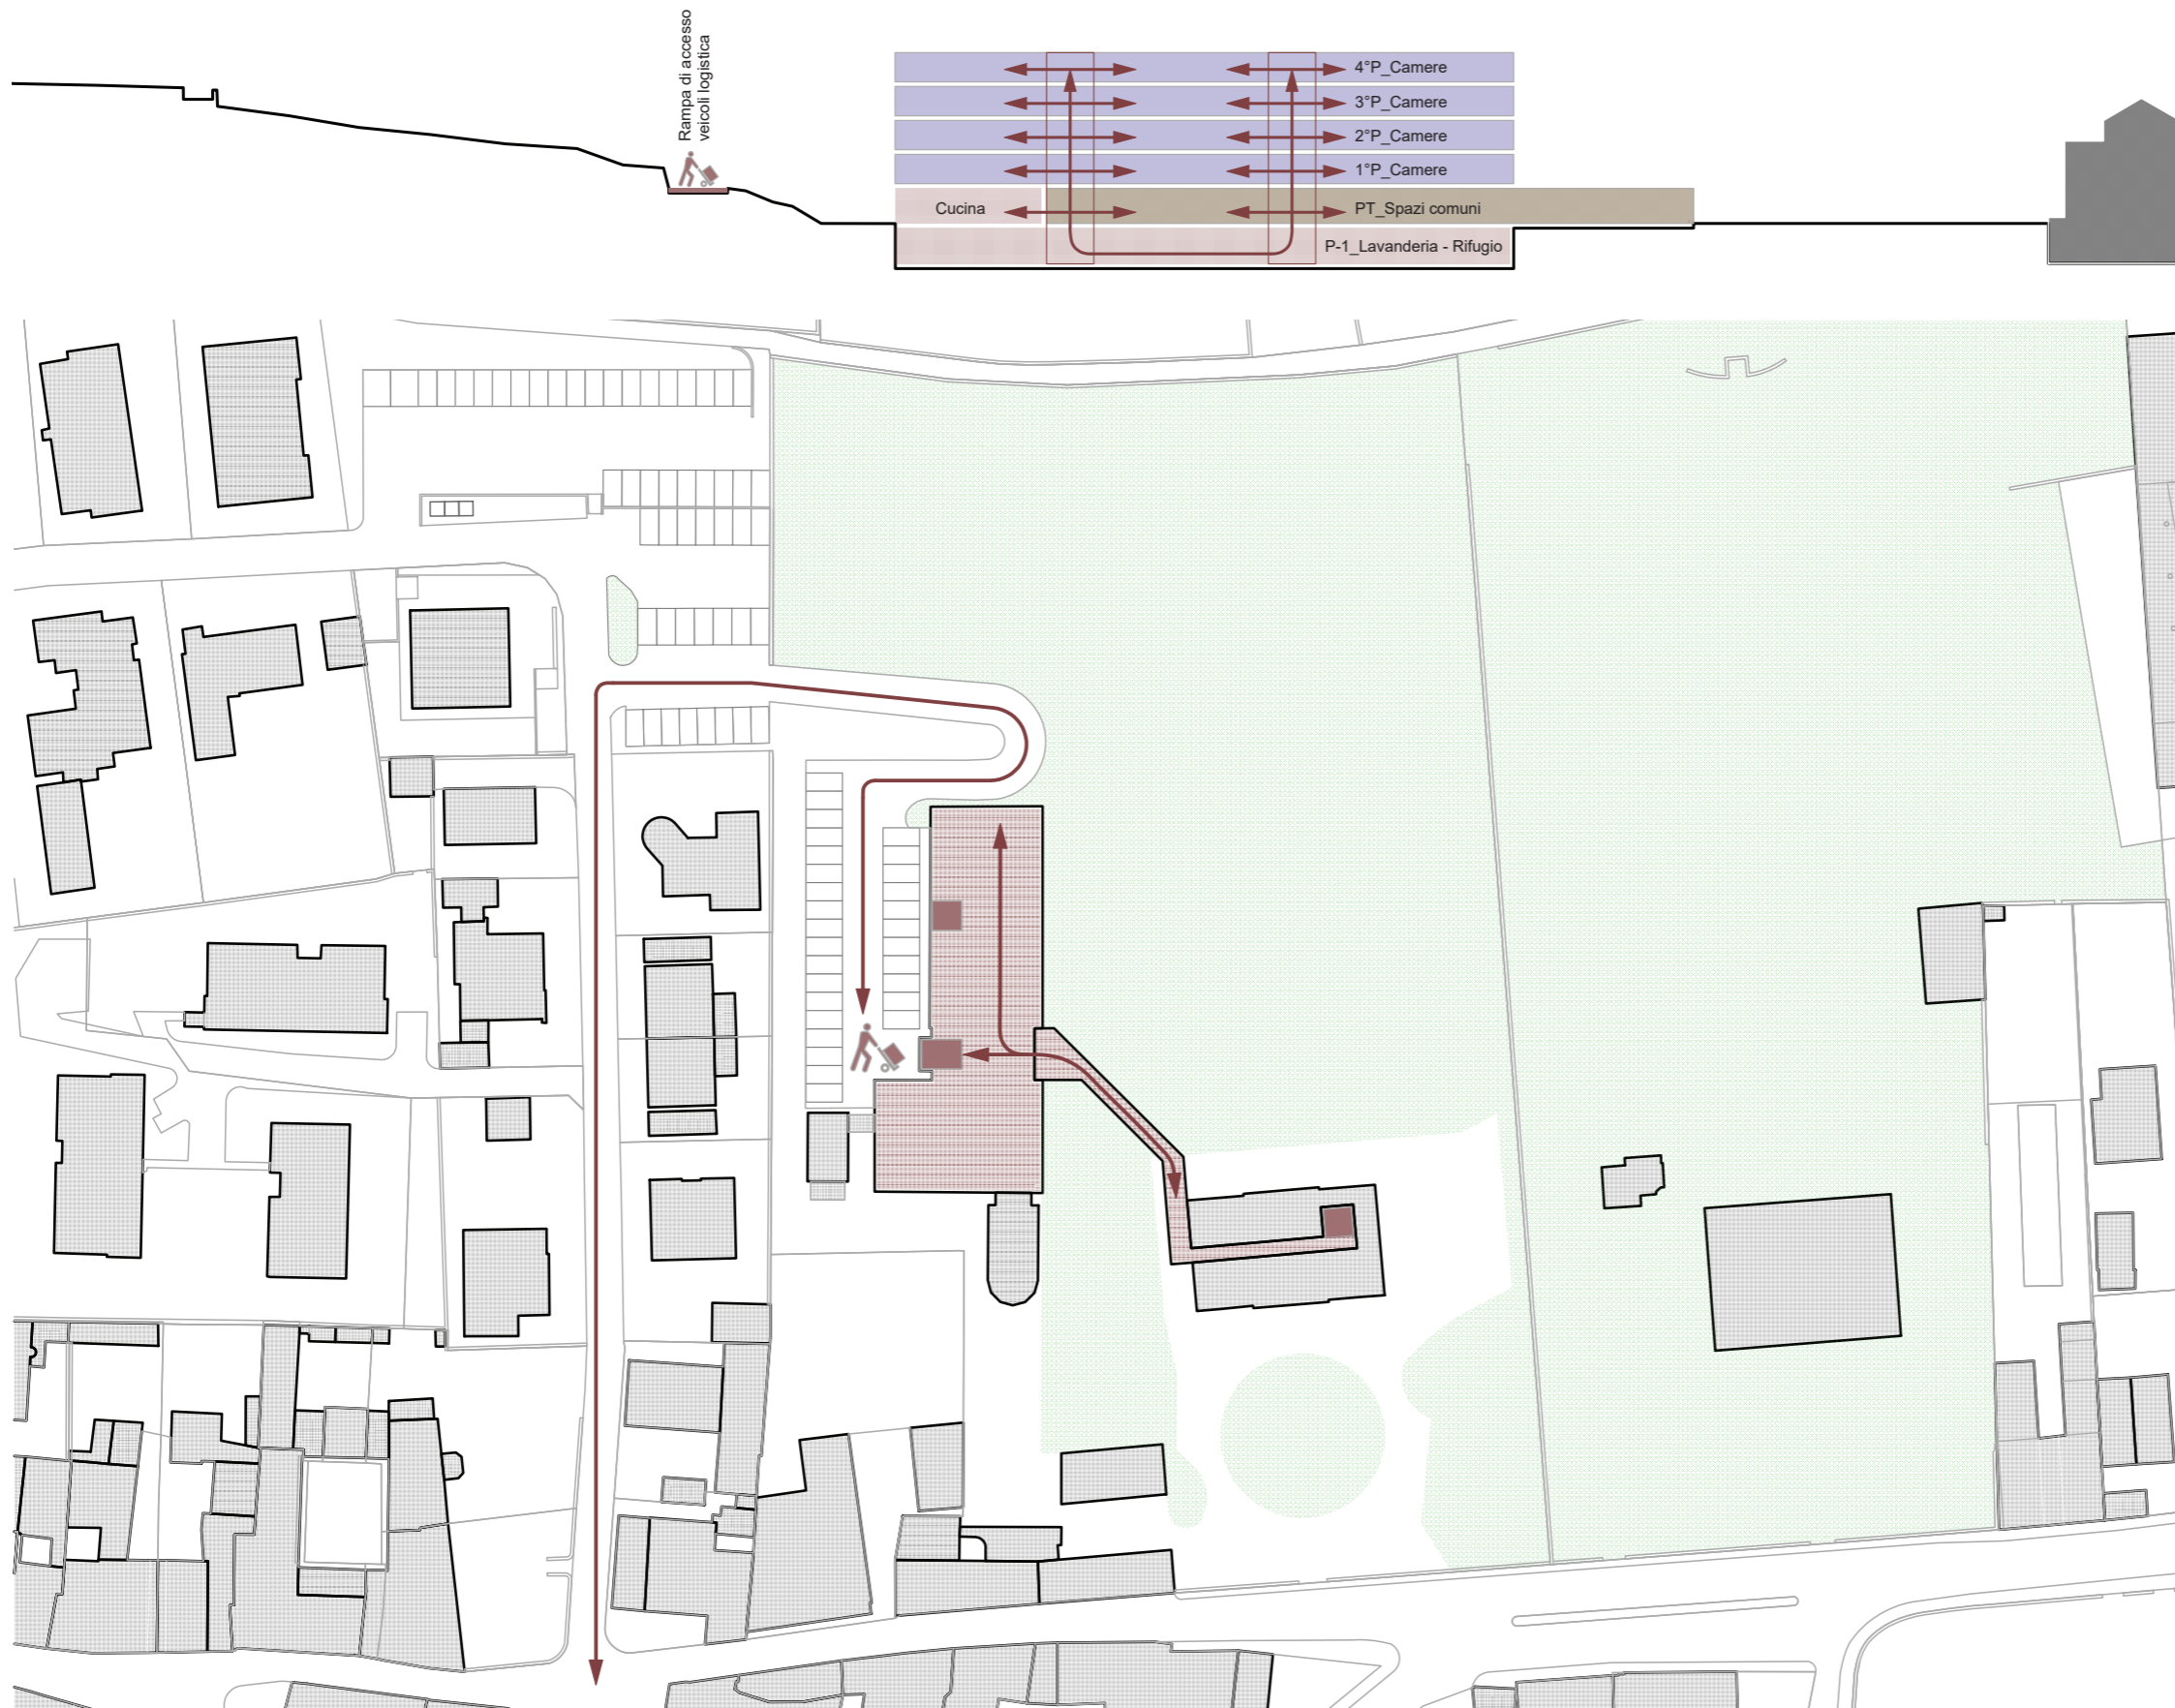 Rampa di accesso
veicoli logistica
4°P_Camere
3°P_Camere
2°P_Camere
1°P_Camere
Cucina
PT_Spazi comuni
P-1_Lavanderia - Rifugio